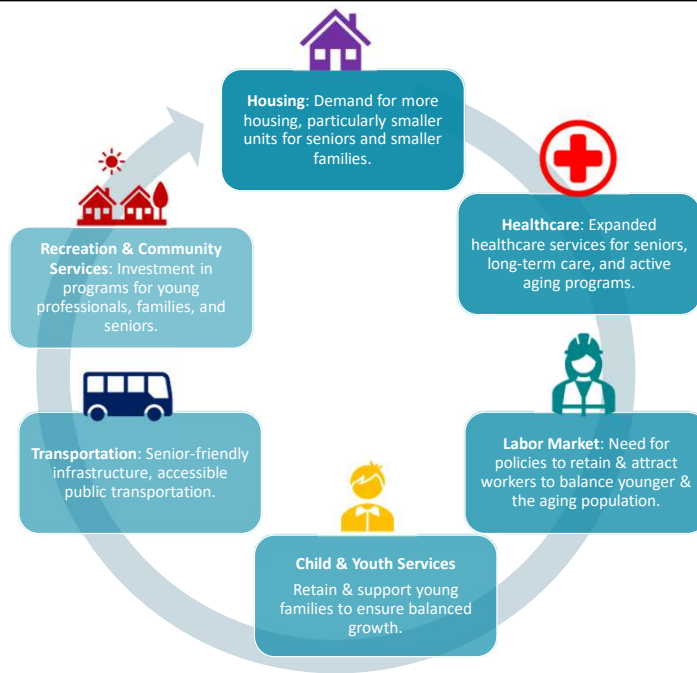 Housing: Demand for more
housing, particularly smaller
units for seniors and smaller
families.
Healthcare: Expanded
healthcare services for seniors,
long-term care, and active
aging programs.
Labor Market: Need for
policies to retain & attract
workers to balance younger &
the aging population.
Child & Youth Services
Retain & support young
families to ensure balanced
growth.
Transportation: Senior-friendly
infrastructure, accessible
public transportation.
Recreation & Community
Services: Investment in
programs for young
professionals, families, and
seniors.